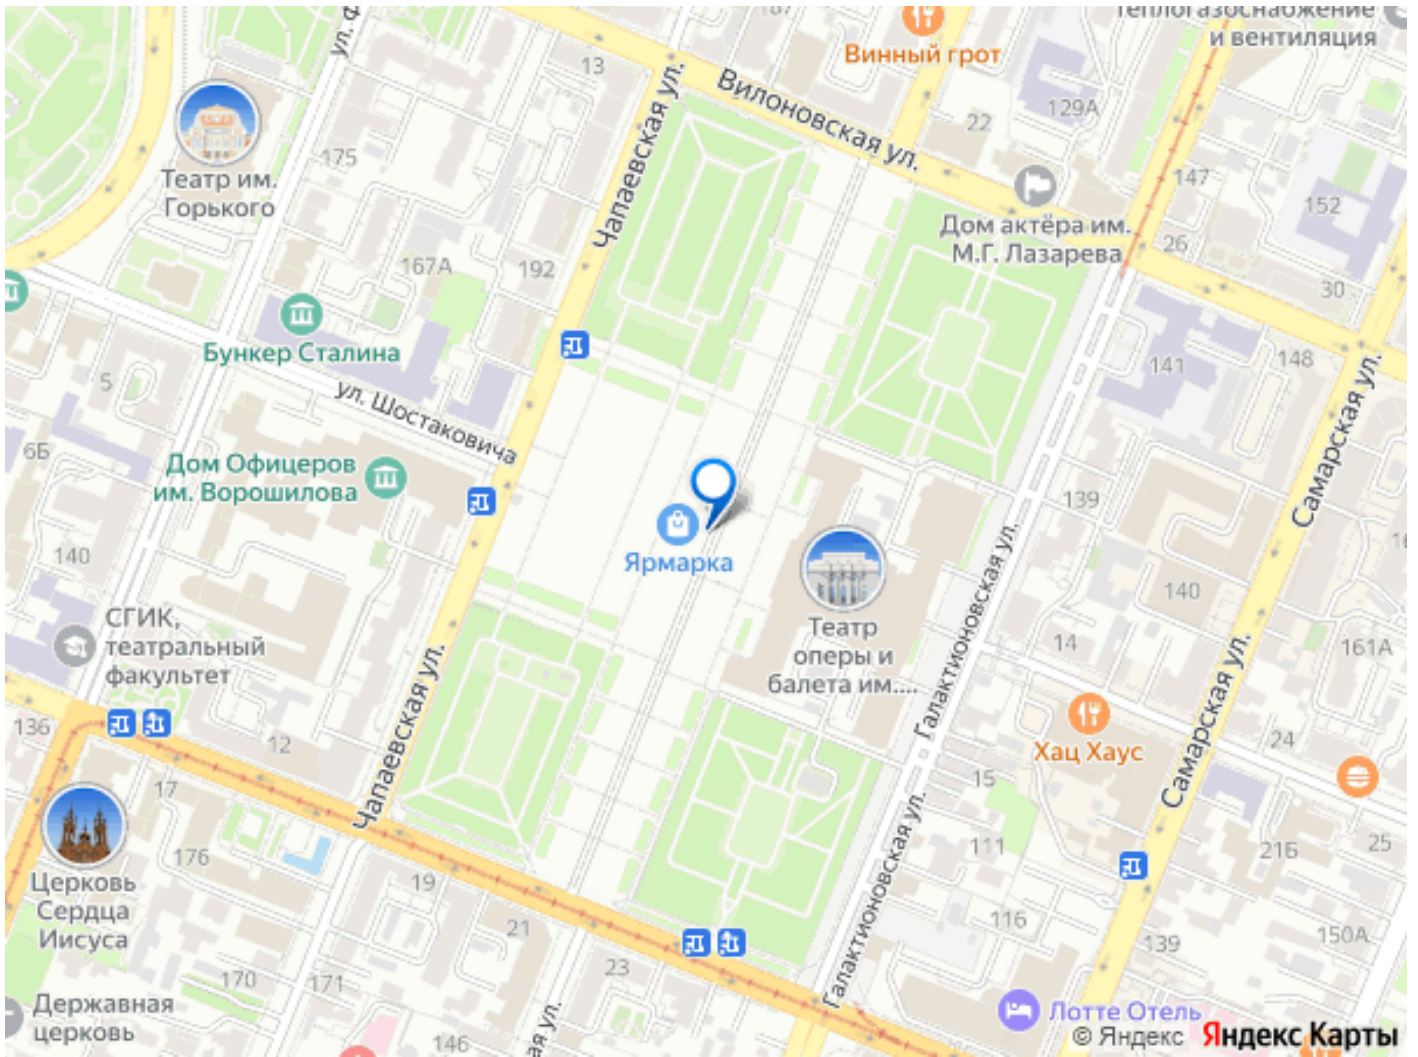 Теплогазоснабжение
и вентиляция
ул. Ф
Винный грот
13
Вилоновская ул.
129А
22
Театр им.
Горького
175
Чапаевская ул.
147
152
Дом актёра им.
М.Г. Лазарева
26
167А
192
30
Бункер Сталина
141
148
5
ул. Шостаковича
Самарская ул.
6Б
Дом Офицеров
им. Ворошилова
139
Ярмарка
140
Галактионовская ул.
140
СГИК,
театральный
факультет
Театр
оперы и
балета им....
14
161А
Чапаевская ул.
Самарская ул.
136
12
Хац Хаус
24
17
15
176
111
21Б
25
19
Галактионовская ул.
Церковь
Сердца
Иисуса
21
116
139
150А
23
170
171
Державная
церковь
Лотте Отель
146
ая ул.
© Яндекс Яндекс Карты